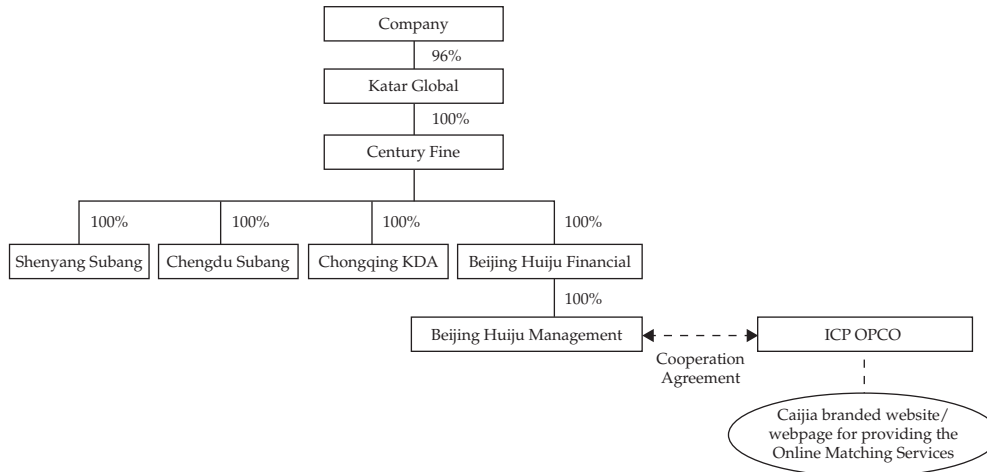 Company
96%
Katar Global
100%
Century Fine
100%
100%
100%
100%
Shenyang Subang
Chengdu Subang
Chongqing KDA
Beijing Huiju Financial
100%
Beijing Huiju Management
ICP OPCO
Cooperation
Agreement
Caijia branded website/
webpage for providing the
Online Matching Services